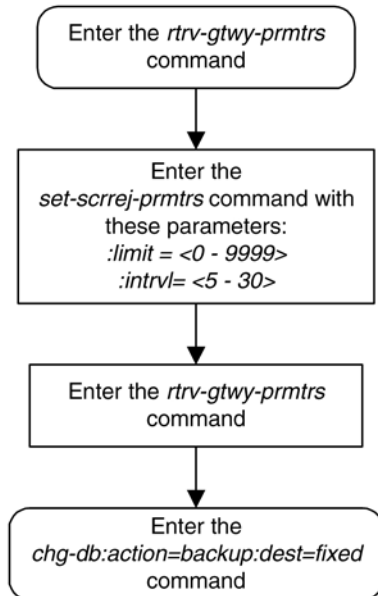 Enter the rtrv-gtwy-prmtrs
command
Enter the
set-scrrej-prmtrs command with
these parameters:
:limit = <0 - 9999>
:intrvl= <5 - 30>
Enter the rtrv-gtwy-prmtrs
command
Enter the
chg-db:action=backup:dest=fixed
command